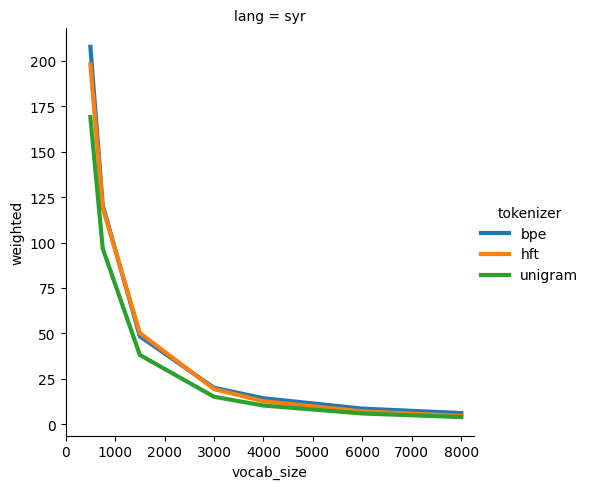 lang = syr
weighted
200
175
150
125
100
75
50
25
0
0 1000 2000 3000 4000 5000 6000 7000 8000
vocab_size
tokenizer
bpe
hft
unigram